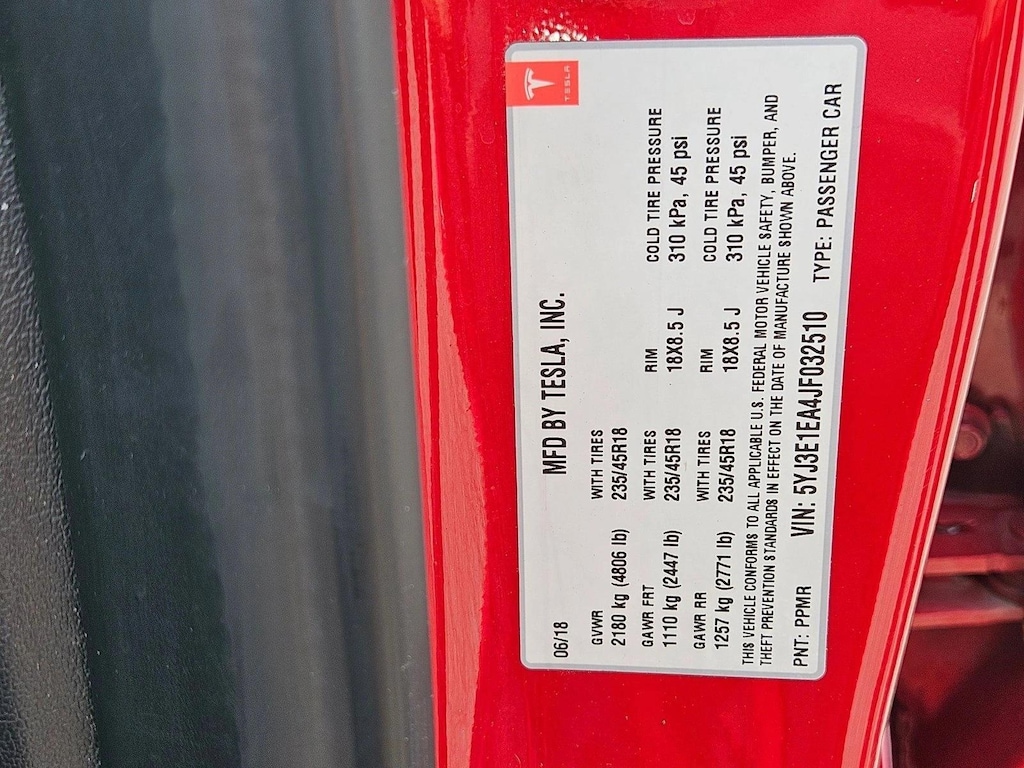 TESLA
MFD BY TESLA, INC.
06/18
GVWR WITH TIRES RIM COLD TIRE PRESSURE
2180 kg (4806 lb) 235/45R18
GAWR FRT WITH TIRES RIM COLD TIRE PRESSURE
1110 kg (2447 lb) 235/45R18 18X8.5 J 310 kPa, 45 psi
GAWR RR WITH TIRES RIM COLD TIRE PRESSURE
1257 kg (2771 lb) 235/45R18 18X8.5 J 310 kPa, 45 psi
THIS VEHICLE CONFORMS TO ALL APPLICABLE U.S. FEDERAL MOTOR VEHICLE SAFETY, BUMPER, AND
THEFT PREVENTION STANDARDS IN EFFECT ON THE DATE OF MANUFACTURE SHOWN ABOVE.
PNT: PPMR VIN: 5YJ3E1EA4JF032510 TYPE: PASSENGER CAR